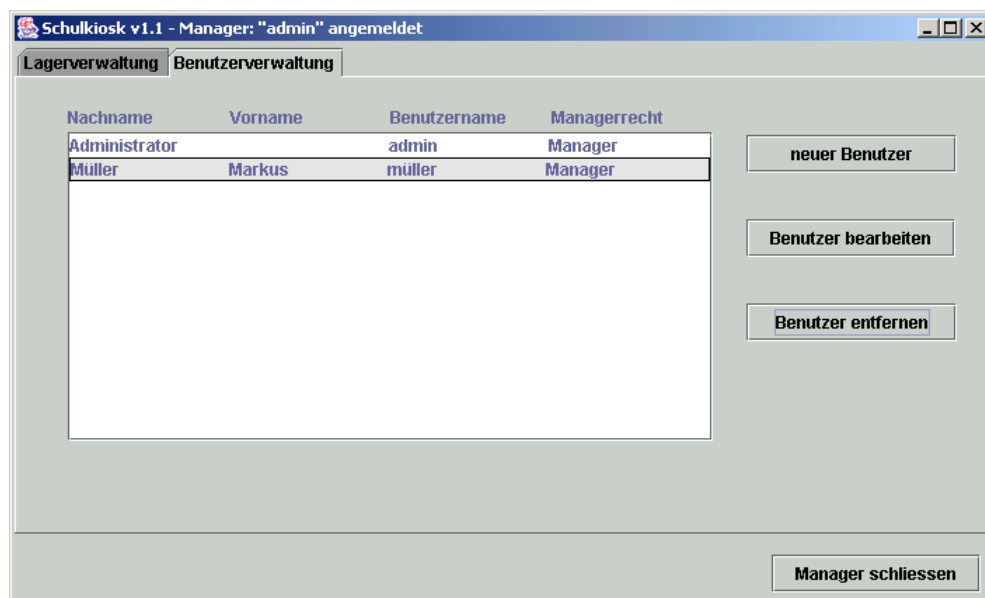 Schulkiosk v1.1 - Manager: "admin" angemeldet
Lagerverwaltung Benutzerverwaltung
Nachname Vorname Benutzername Managerrecht
Administrator admin Manager
Müller Markus müller Manager
neuer Benutzer
Benutzer bearbeiten
Benutzer entfernen
Manager schliessen